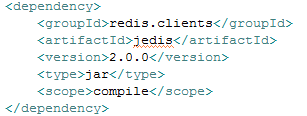 <dependency>
    <groupId>redis.clients</groupId>
    <artifactId>jedis</artifactId>
    <version>2.0.0</version>
    <type>jar</type>
    <scope>compile</scope>
</dependency>